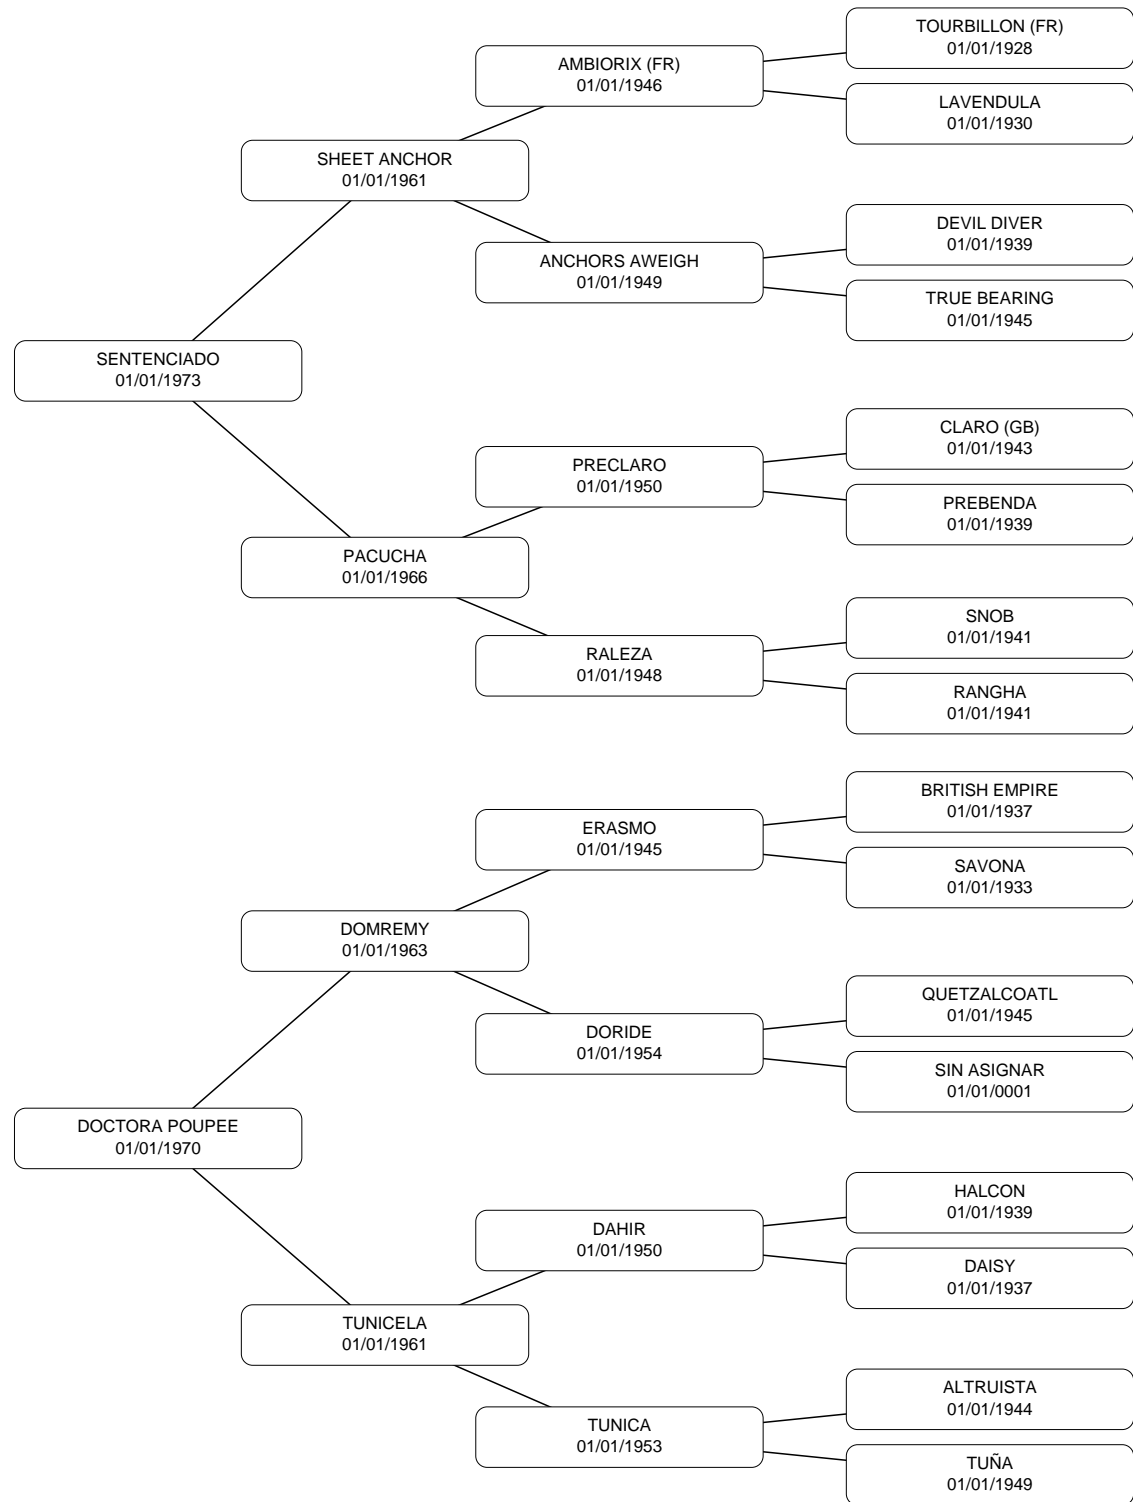 TOURBILLON (FR)
01/01/1928
AMBIORIX (FR)
01/01/1946
LAVENDULA
01/01/1930
SHEET ANCHOR
01/01/1961
DEVIL DIVER
01/01/1939
ANCHORS AWEIGH
01/01/1949
TRUE BEARING
01/01/1945
SENTENCIADO
01/01/1973
CLARO (GB)
01/01/1943
PRECLARO
01/01/1950
PREBENDA
01/01/1939
PACUCHA
01/01/1966
SNOB
01/01/1941
RALEZA
01/01/1948
RANGHA
01/01/1941
BRITISH EMPIRE
01/01/1937
ERASMO
01/01/1945
SAVONA
01/01/1933
DOMREMY
01/01/1963
QUETZALCOATL
01/01/1945
DORIDE
01/01/1954
SIN ASIGNAR
01/01/0001
DOCTORA POUPEE
01/01/1970
HALCON
01/01/1939
DAHIR
01/01/1950
DAISY
01/01/1937
TUNICELA
01/01/1961
ALTRUISTA
01/01/1944
TUNICA
01/01/1953
TUÑA
01/01/1949